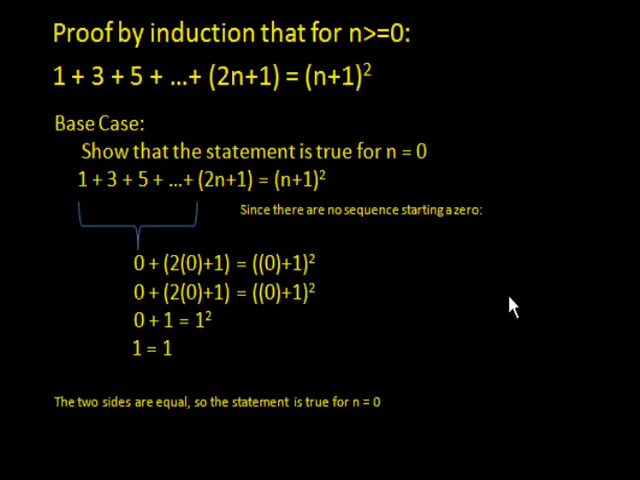 Proof by induction that for n>=0:
1 + 3 + 5 + ...+ (2n+1) = (n+1)²
Base Case:
Show that the statement is true for n = 0
1 + 3 + 5 + ...+ (2n+1) = (n+1)²
Since there are no sequence starting a zero:
0 + (2(0)+1) = ((0)+1)²
0 + (2(0)+1) = ((0)+1)²
0 + 1 = 1²
1 = 1
The two sides are equal, so the statement is true for n = 0